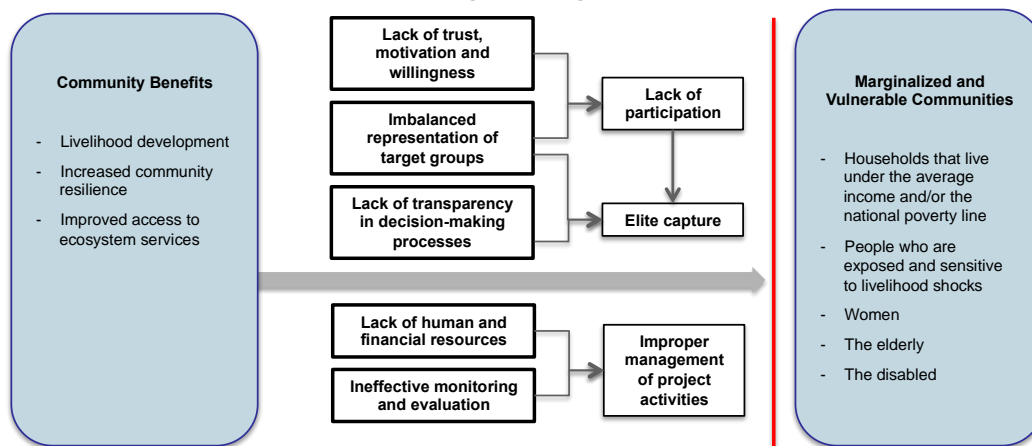 Community Benefits
- Livelihood development
- Increased community
resilience
- Improved access to
ecosystem services
Lack of trust,
motivation and
willingness
Imbalanced
representation of
target groups
Lack of transparency
in decision-making
processes
Lack of
participation
Elite capture
Lack of human and
financial resources
Ineffective monitoring
and evaluation
Improper
management
of project
activities
Marginalized and
Vulnerable Communities
- Households that live
under the average
income and/or the
national poverty line
- People who are
exposed and sensitive
to livelihood shocks
- Women
- The elderly
- The disabled